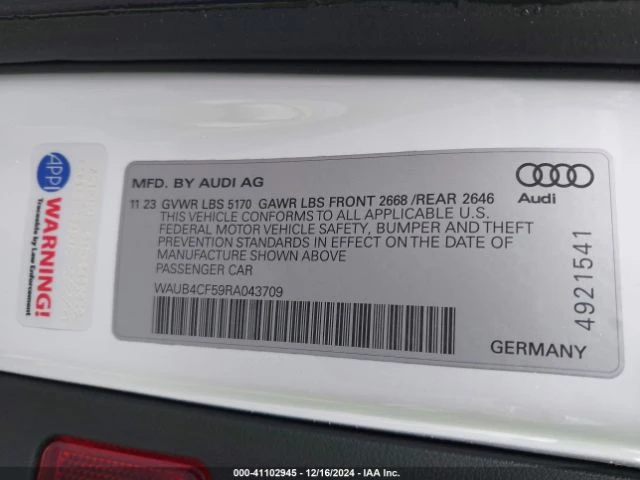 APPI
WARNING!
Traceable by Law Enforcement
MFD. BY AUDI AG
11 23 GVWR LBS 5170 GAWR LBS FRONT 2668 /REAR 2646
THIS VEHICLE CONFORMS TO ALL APPLICABLE U.S.
FEDERAL MOTOR VEHICLE SAFETY, BUMPER AND THEFT
PREVENTION STANDARDS IN EFFECT ON THE DATE OF
MANUFACTURE SHOWN ABOVE
PASSENGER CAR
WAUB4CF59RA043709
Audi
4921541
GERMANY
000-41102945 - 12/16/2024 - IAA Inc.